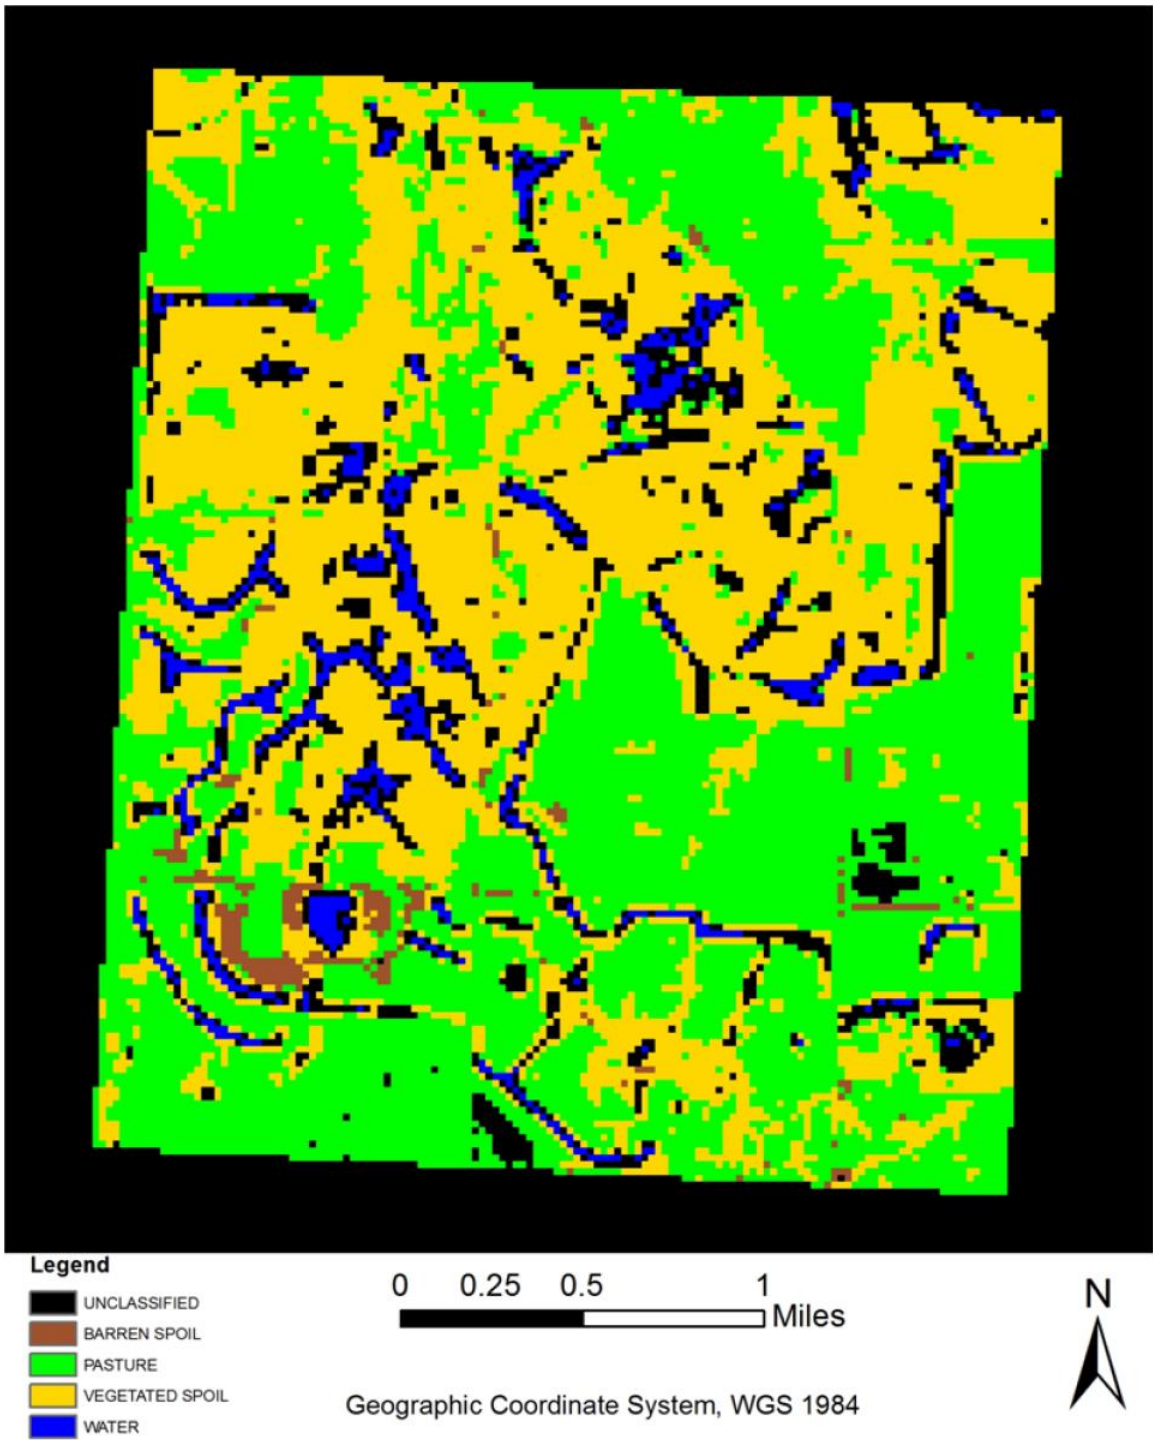 Legend
UNCLASSIFIED
BARREN SPOIL
PASTURE
VEGETATED SPOIL
WATER
0 0.25 0.5 1
Miles
Geographic Coordinate System, WGS 1984
N